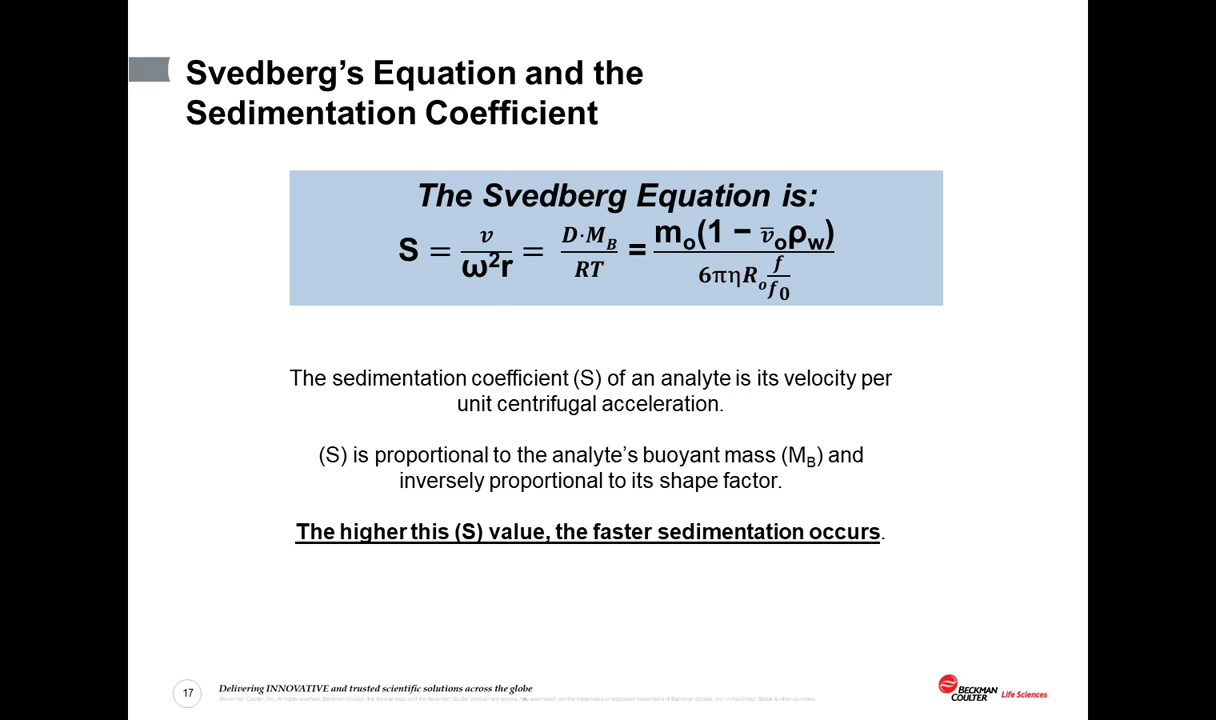 Svedberg's Equation and the
Sedimentation Coefficient
The Svedberg Equation is:
S = v/ω²r = D·M_B/RT = m₀(1 − v̄₀ρ_w)/6πηR₀ f/f₀
The sedimentation coefficient (S) of an analyte is its velocity per
unit centrifugal acceleration.
(S) is proportional to the analyte's buoyant mass (M_B) and
inversely proportional to its shape factor.
The higher this (S) value, the faster sedimentation occurs.
17
Delivering INNOVATIVE and trusted scientific solutions across the globe
BECKMAN
COULTER
Life Sciences